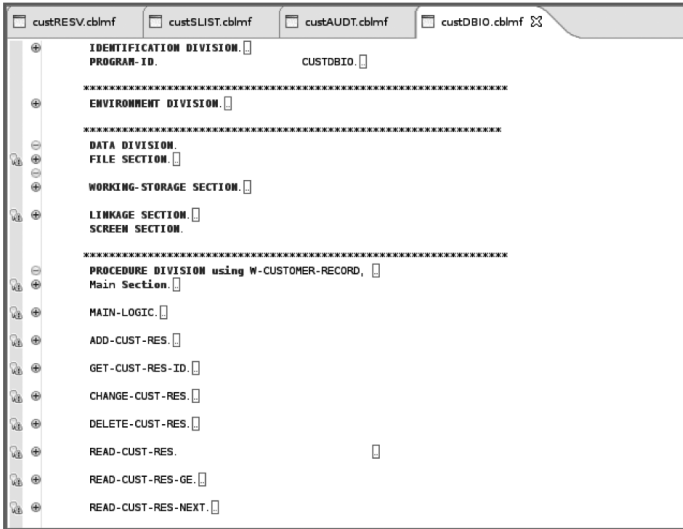 custRESV.cblmf custSLIST.cblmf custAUDT.cblmf custDBIO.cblmf
IDENTIFICATION DIVISION.
PROGRAM-ID. CUSTDBIO.
******************************************************************
ENVIRONMENT DIVISION.
*****************************************************************
DATA DIVISION.
FILE SECTION.
WORKING-STORAGE SECTION.
LINKAGE SECTION.
SCREEN SECTION.
******************************************************************
PROCEDURE DIVISION using W-CUSTOMER-RECORD,
Main Section.
MAIN-LOGIC.
ADD-CUST-RES.
GET-CUST-RES-ID.
CHANGE-CUST-RES.
DELETE-CUST-RES.
READ-CUST-RES.
READ-CUST-RES-GE.
READ-CUST-RES-NEXT.